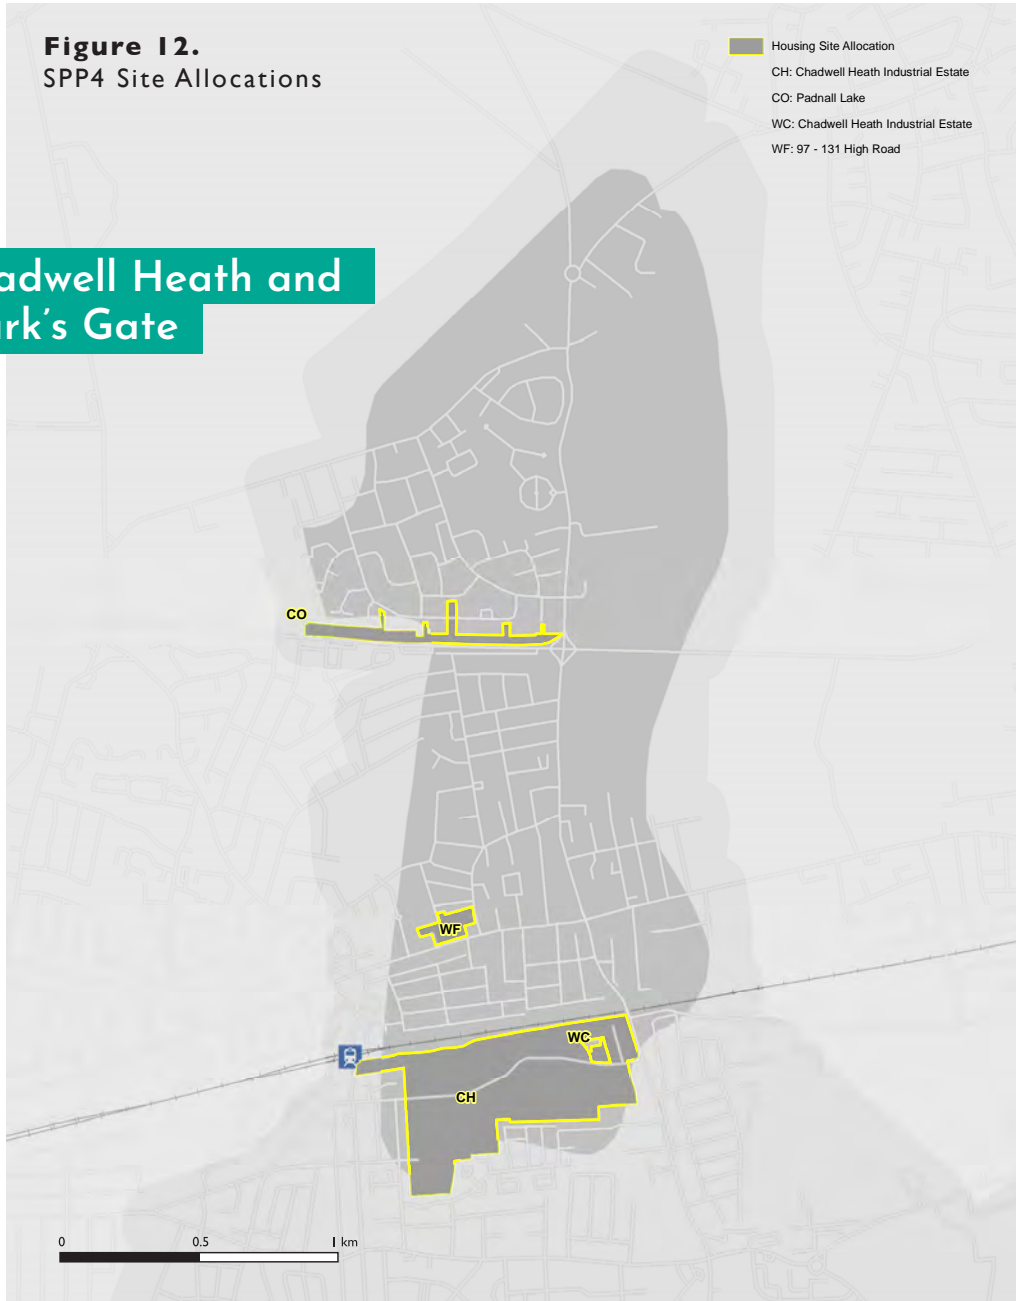 Figure 12.
SPP4 Site Allocations
Housing Site Allocation
CH: Chadwell Heath Industrial Estate
CO: Padnall Lake
WC: Chadwell Heath Industrial Estate
WF: 97 - 131 High Road
adwell Heath and
rk's Gate
CO
WF
WC
CH
0 0.5 1 km